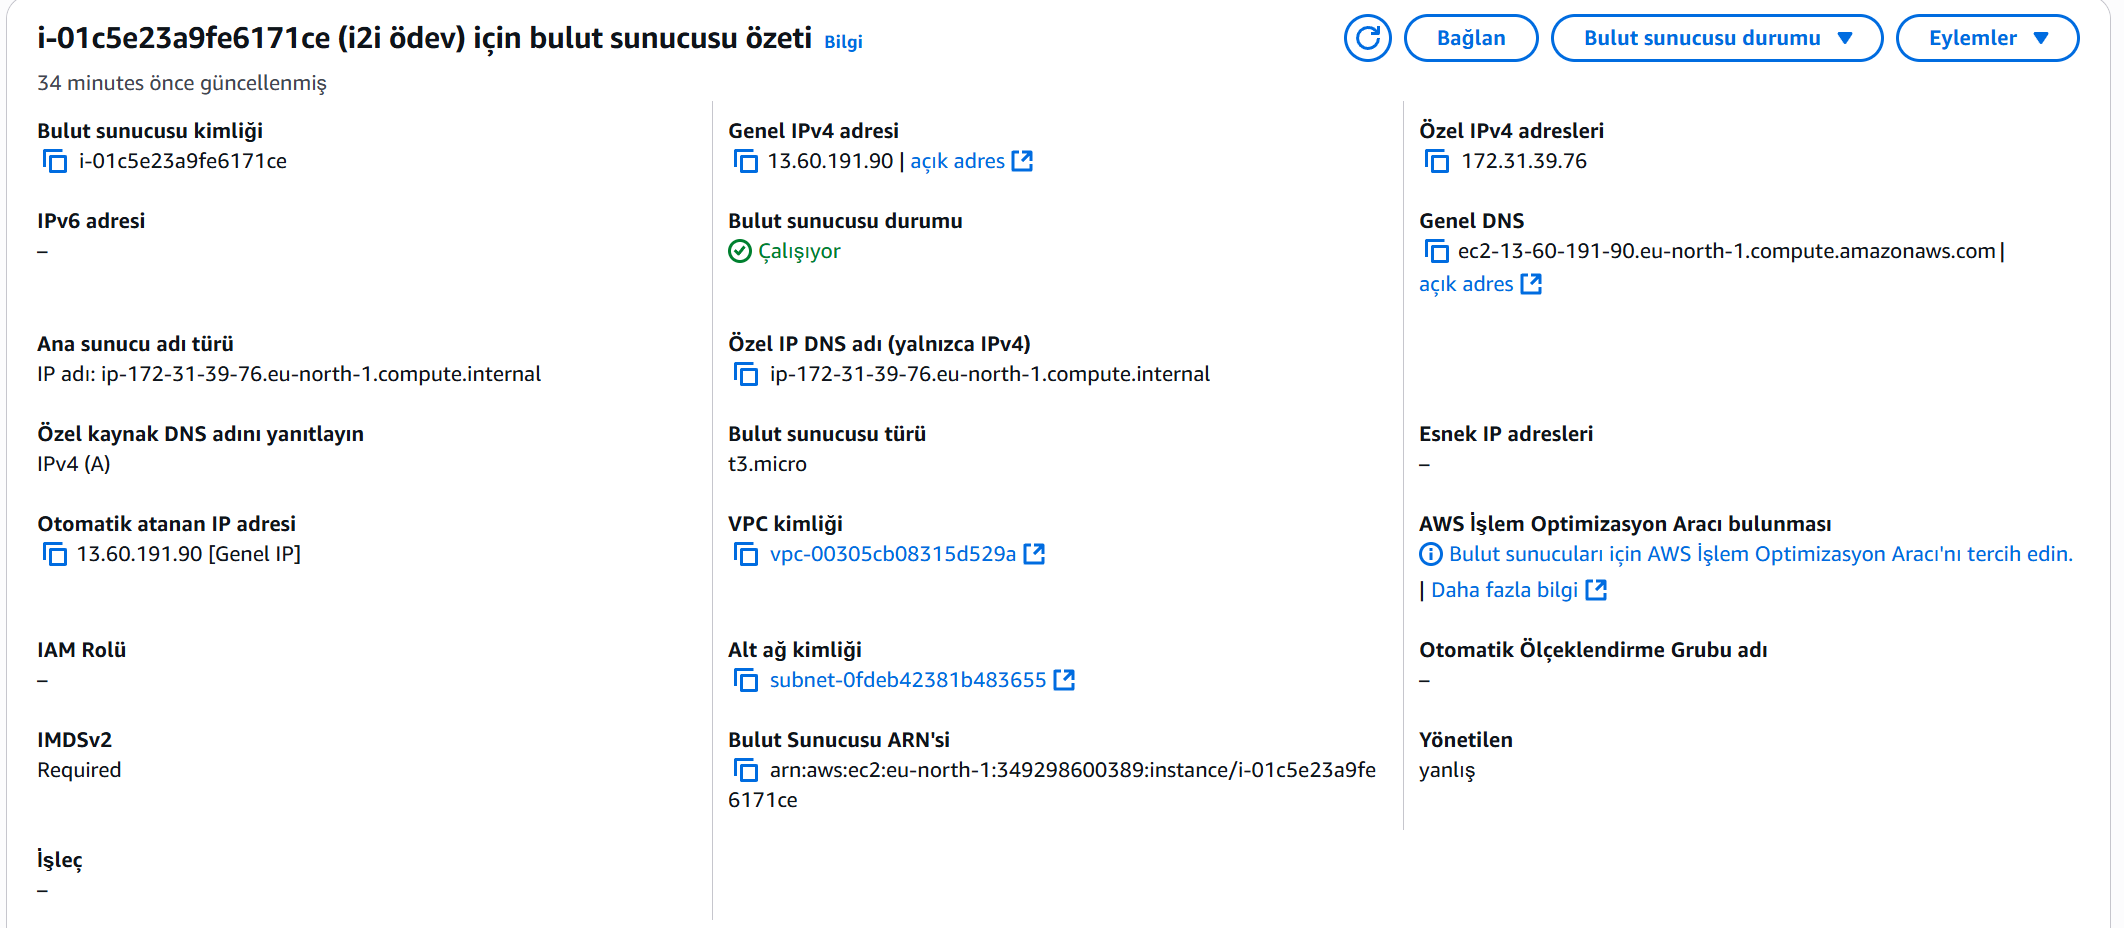 i-01c5e23a9fe6171ce (i2i ödev) için bulut sunucusu özeti Bilgi
Bağlan
Bulut sunucusu durumu
Eylemler
34 minutes önce güncellenmiş
Bulut sunucusu kimliği
i-01c5e23a9fe6171ce
Genel IPv4 adresi
13.60.191.90 | açık adres
Özel IPv4 adresleri
172.31.39.76
IPv6 adresi
–
Bulut sunucusu durumu
Çalışıyor
Genel DNS
ec2-13-60-191-90.eu-north-1.compute.amazonaws.com |
açık adres
Ana sunucu adı türü
IP adı: ip-172-31-39-76.eu-north-1.compute.internal
Özel IP DNS adı (yalnızca IPv4)
ip-172-31-39-76.eu-north-1.compute.internal
Özel kaynak DNS adını yanıtlayın
IPv4 (A)
Bulut sunucusu türü
t3.micro
Esnek IP adresleri
–
Otomatik atanan IP adresi
13.60.191.90 [Genel IP]
VPC kimliği
vpc-00305cb08315d529a
AWS İşlem Optimizasyon Aracı bulunması
Bulut sunucuları için AWS İşlem Optimizasyon Aracı'nı tercih edin.
| Daha fazla bilgi
IAM Rolü
–
Alt ağ kimliği
subnet-0fdeb42381b483655
Otomatik Ölçeklendirme Grubu adı
–
IMDSv2
Required
Bulut Sunucusu ARN'si
arn:aws:ec2:eu-north-1:349298600389:instance/i-01c5e23a9fe
6171ce
Yönetilen
yanlış
İşleç
–